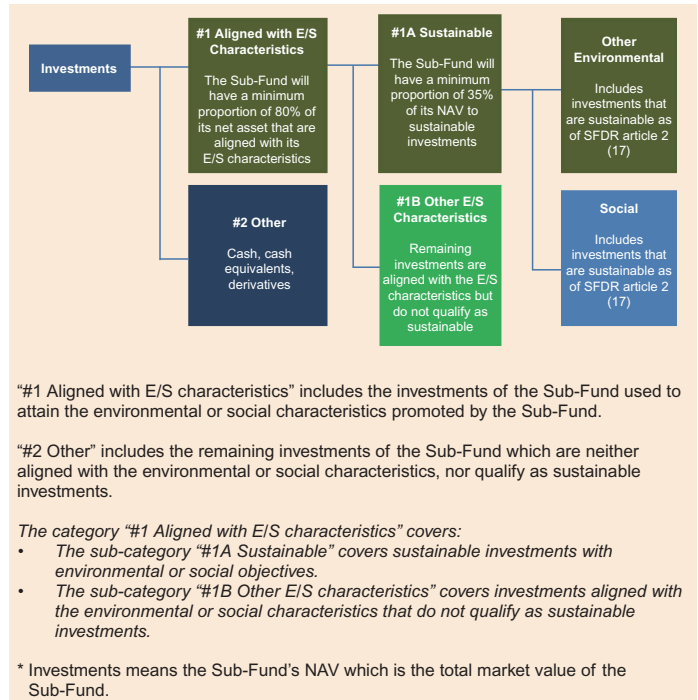 Investments
#1 Aligned with E/S
Characteristics
The Sub-Fund will
have a minimum
proportion of 80% of
its net asset that are
aligned with its
E/S characteristics
#1A Sustainable
The Sub-Fund will
have a minimum
proportion of 35%
of its NAV to
sustainable
investments
Other
Environmental
Includes
investments that
are sustainable as
of SFDR article 2
(17)
#2 Other
Cash, cash
equivalents,
derivatives
#1B Other E/S
Characteristics
Remaining
investments are
aligned with the E/S
characteristics but
do not qualify as
sustainable
Social
Includes
investments that
are sustainable as
of SFDR article 2
(17)
“#1 Aligned with E/S characteristics” includes the investments of the Sub-Fund used to
attain the environmental or social characteristics promoted by the Sub-Fund.
“#2 Other” includes the remaining investments of the Sub-Fund which are neither
aligned with the environmental or social characteristics, nor qualify as sustainable
investments.
The category “#1 Aligned with E/S characteristics” covers:
• The sub-category “#1A Sustainable” covers sustainable investments with
environmental or social objectives.
• The sub-category “#1B Other E/S characteristics” covers investments aligned with
the environmental or social characteristics that do not qualify as sustainable
investments.
* Investments means the Sub-Fund’s NAV which is the total market value of the
Sub-Fund.